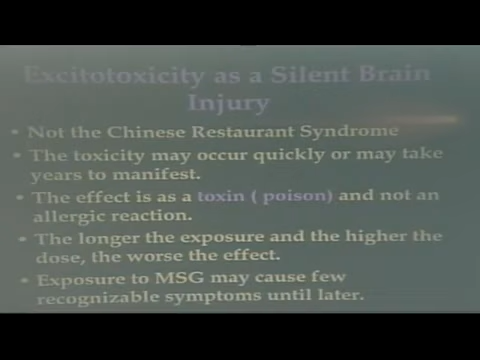 Excitotoxicity as a Silent Brain
Injury
• Not the Chinese Restaurant Syndrome
• The toxicity may occur quickly or may take
years to manifest.
• The effect is as a toxin ( poison) and not an
allergic reaction.
• The longer the exposure and the higher the
dose, the worse the effect.
• Exposure to MSG may cause few
recognizable symptoms until later.